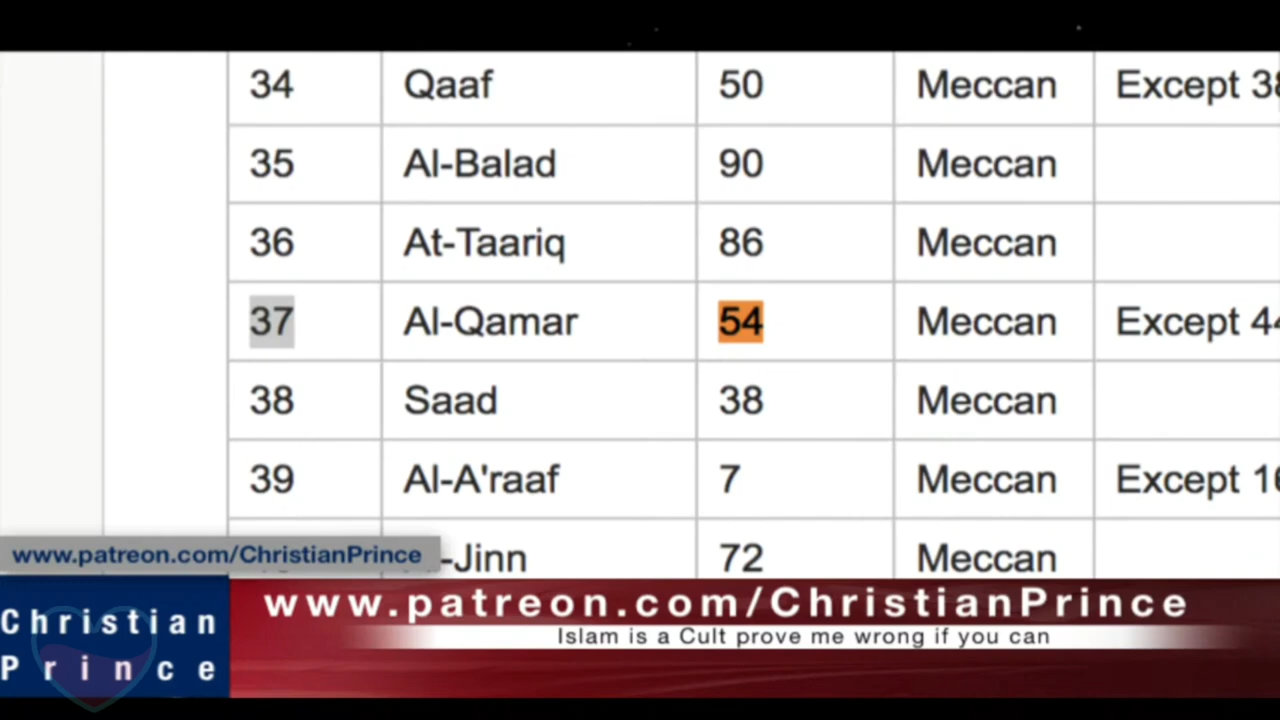 34 Qaaf 50 Meccan Except 38
35 Al-Balad 90 Meccan
36 At-Taariq 86 Meccan
37 Al-Qamar 54 Meccan Except 44
38 Saad 38 Meccan
39 Al-A'raaf 7 Meccan Except 16
-Jinn 72 Meccan
www.patreon.com/ChristianPrince
www.patreon.com/ChristianPrince
Islam is a Cult prove me wrong if you can
Christian
Prince